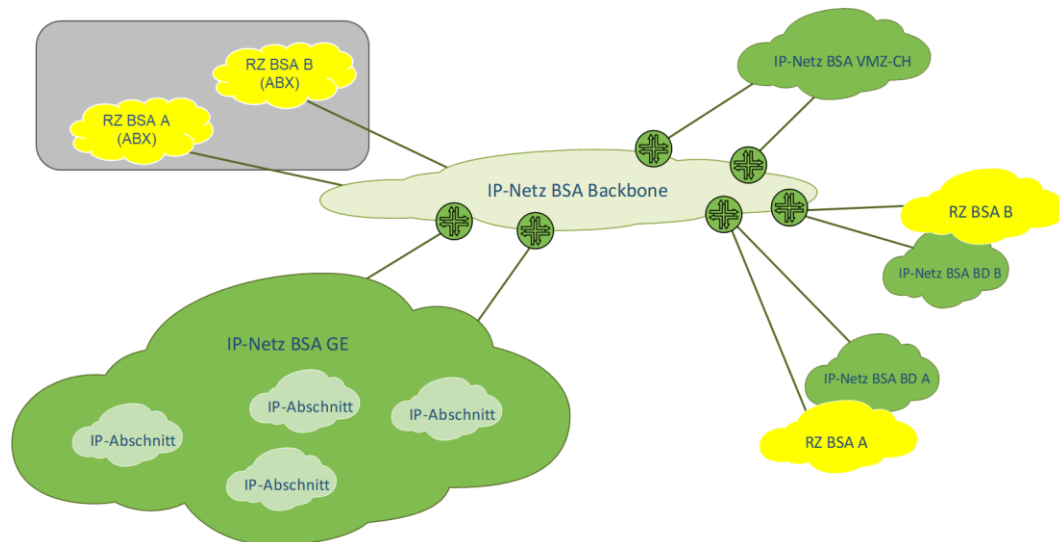 RZ BSA B
(ABX)
RZ BSA A
(ABX)
IP-Netz BSA VMZ-CH
IP-Netz BSA Backbone
RZ BSA B
IP-Netz BSA BD B
IP-Netz BSA GE
IP-Abschnitt
IP-Abschnitt
IP-Abschnitt
IP-Abschnitt
IP-Netz BSA BD A
RZ BSA A